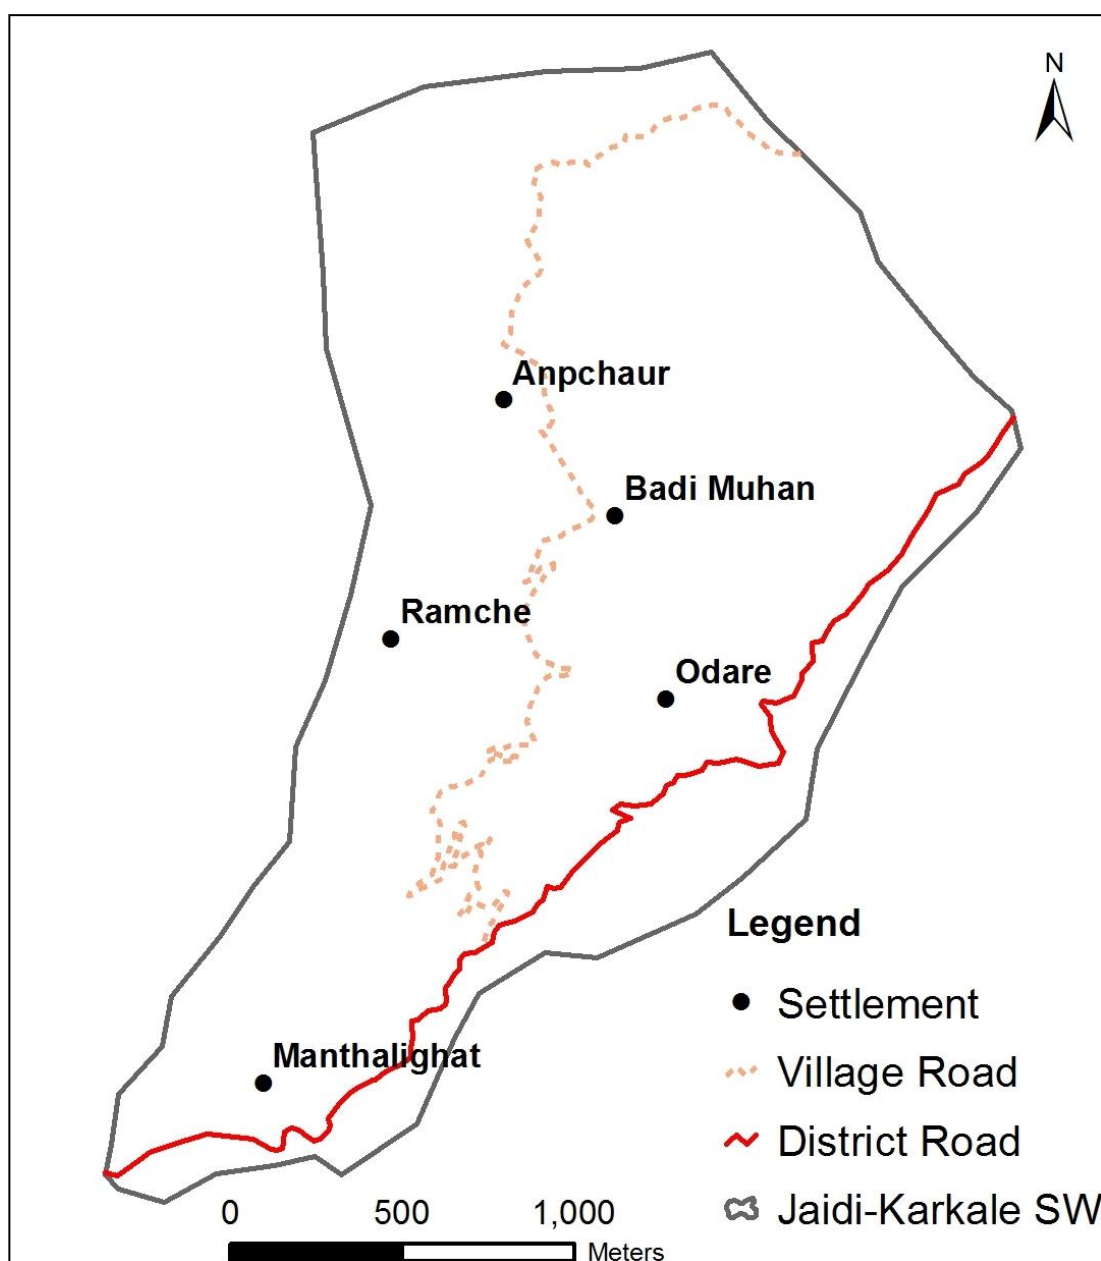 N
Anpchaur
Badi Muhan
Ramche
Odare
Legend
Settlement
Manthalighat
Village Road
District Road
Jaidi-Karkale SW
0 500 1,000
Meters